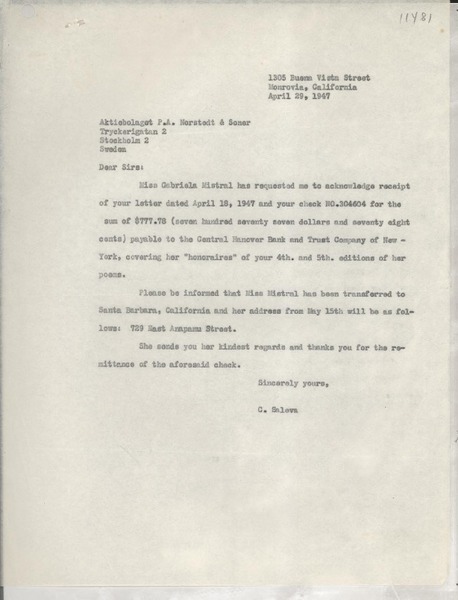 11481
1305 Buena Vista Street
Monrovia, California
April 29, 1947
Aktiebolaget P.A. Norstedt & Soner
Tryckerigatan 2
Stockholm 2
Sweden
Dear Sirs:
Miss Gabriela Mistral has requested me to acknowledge receipt
of your letter dated April 18, 1947 and your check NO.304604 for the
sum of $777.78 (seven hundred seventy seven dollars and seventy eight
cents) payable to the Central Hanover Bank and Trust Company of New -
York, covering her "honoraires" of your 4th. and 5th. editions of her
poems.
Please be informed that Miss Mistral has been transferred to
Santa Barbara, California and her address from May 15th will be as fol-
lows: 729 East Anapamu Street.
She sends you her kindest regards and thanks you for the re-
mittance of the aforesaid check.
Sincerely yours,
C. Saleva